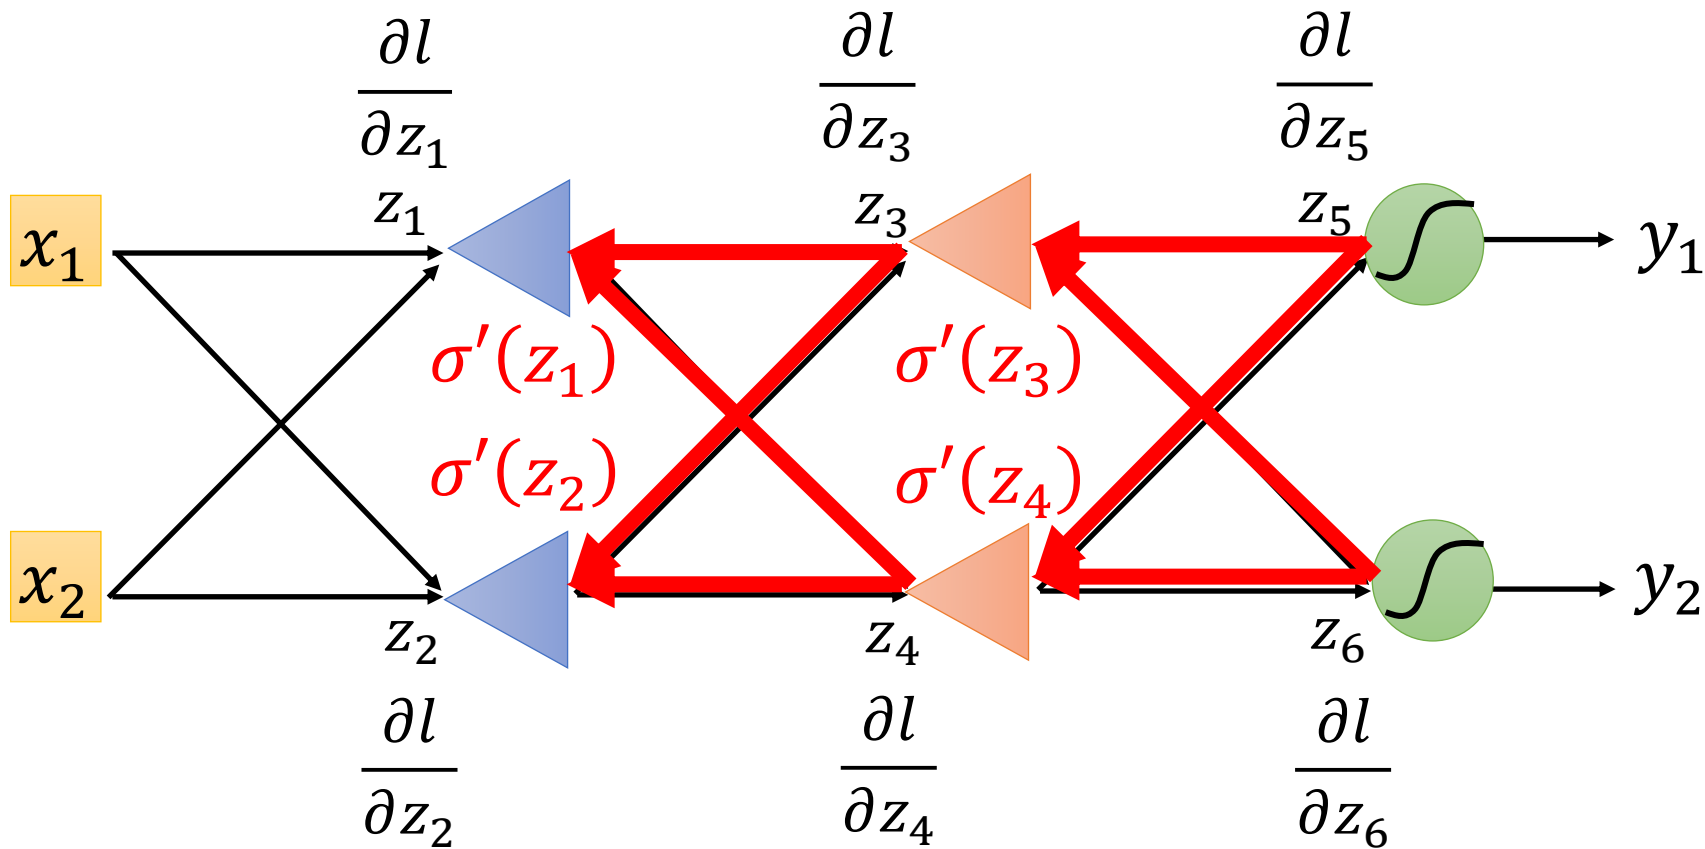 ∂l/∂z₁ ∂l/∂z₃ ∂l/∂z₅
x₁ z₁ z₃ z₅ y₁
σ′(z₁) σ′(z₃)
σ′(z₂) σ′(z₄)
x₂ z₂ z₄ z₆ y₂
∂l/∂z₂ ∂l/∂z₄ ∂l/∂z₆